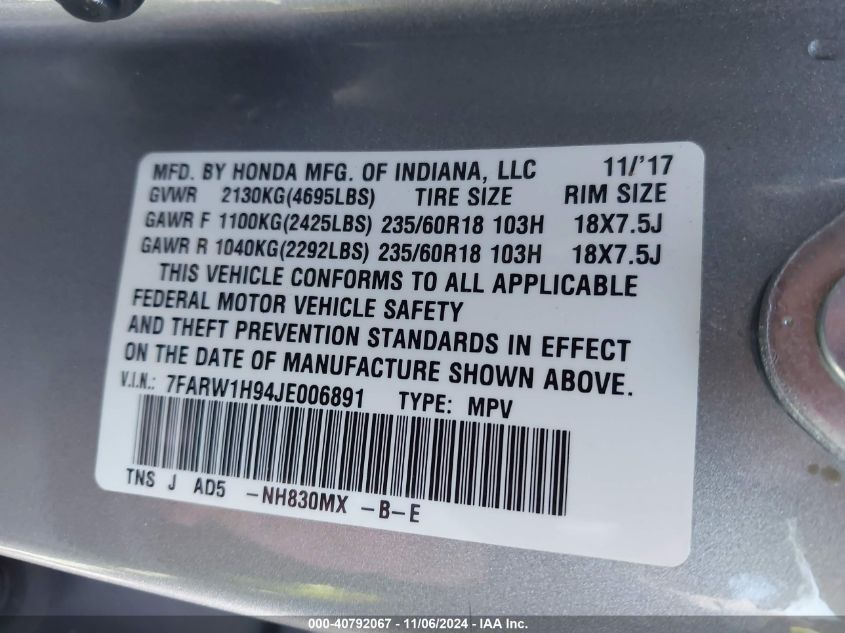 MFD. BY HONDA MFG. OF INDIANA, LLC 11/'17
GVWR 2130KG(4695LBS) TIRE SIZE RIM SIZE
GAWR F 1100KG(2425LBS) 235/60R18 103H 18X7.5J
GAWR R 1040KG(2292LBS) 235/60R18 103H 18X7.5J
THIS VEHICLE CONFORMS TO ALL APPLICABLE
FEDERAL MOTOR VEHICLE SAFETY
AND THEFT PREVENTION STANDARDS IN EFFECT
ON THE DATE OF MANUFACTURE SHOWN ABOVE.
V.I.N.: 7FARW1H94JE006891 TYPE: MPV
TNS J AD5 -NH830MX -B-E
000-40792067 - 11/06/2024 - IAA Inc.